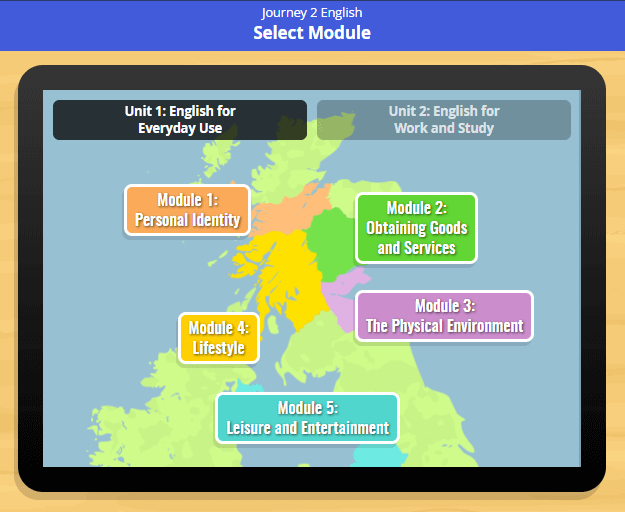 Journey 2 English
Select Module
Unit 1: English for
Everyday Use
Unit 2: English for
Work and Study
Module 1:
Personal Identity
Module 2:
Obtaining Goods
and Services
Module 3:
The Physical Environment
Module 4:
Lifestyle
Module 5:
Leisure and Entertainment